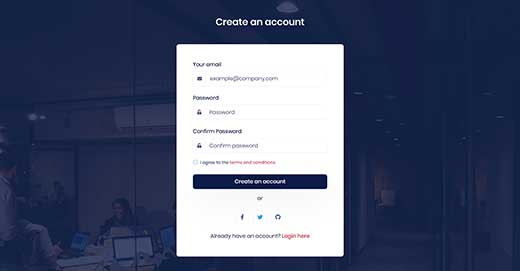 Create an account
Your email
example@company.com
Password
Password
Confirm Password
Confirm password
I agree to the terms and conditions
Create an account
or
Already have an account? Login here